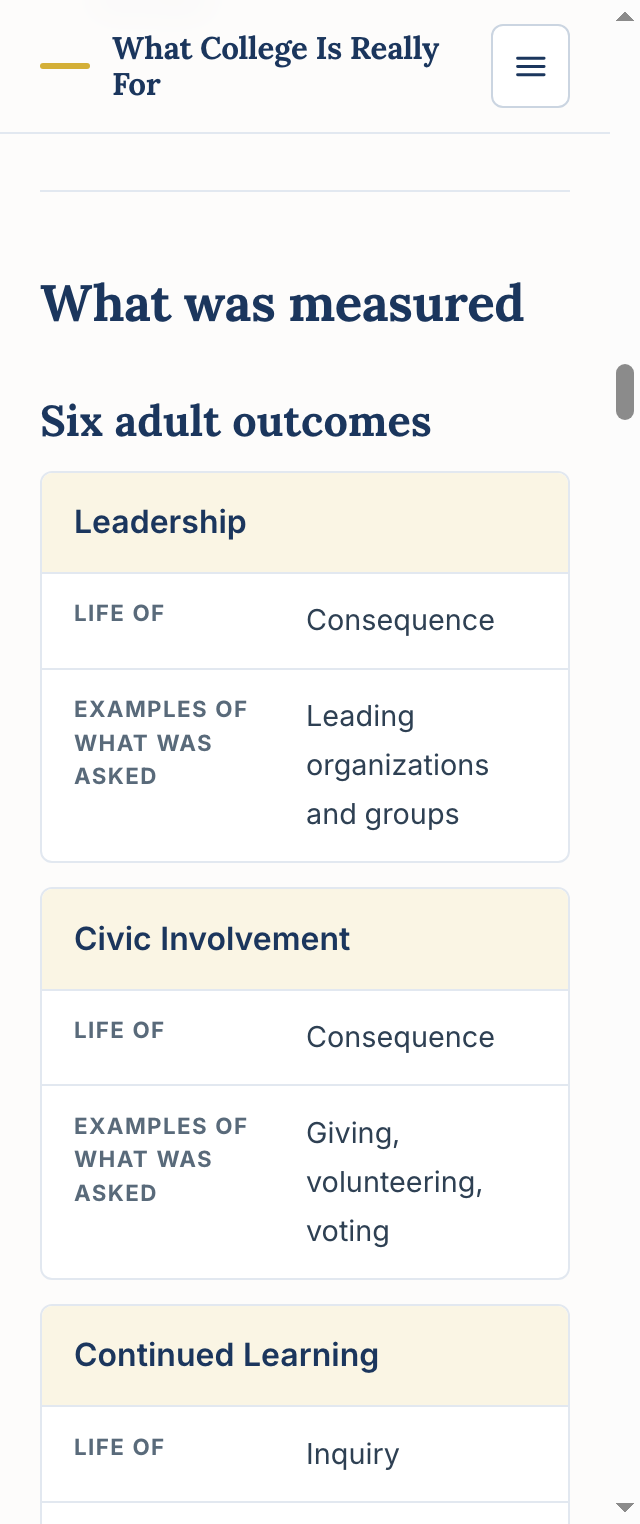 What College Is Really
For
What was measured
Six adult outcomes
Leadership
LIFE OF
Consequence
EXAMPLES OF
WHAT WAS
ASKED
Leading
organizations
and groups
Civic Involvement
LIFE OF
Consequence
EXAMPLES OF
WHAT WAS
ASKED
Giving,
volunteering,
voting
Continued Learning
LIFE OF
Inquiry